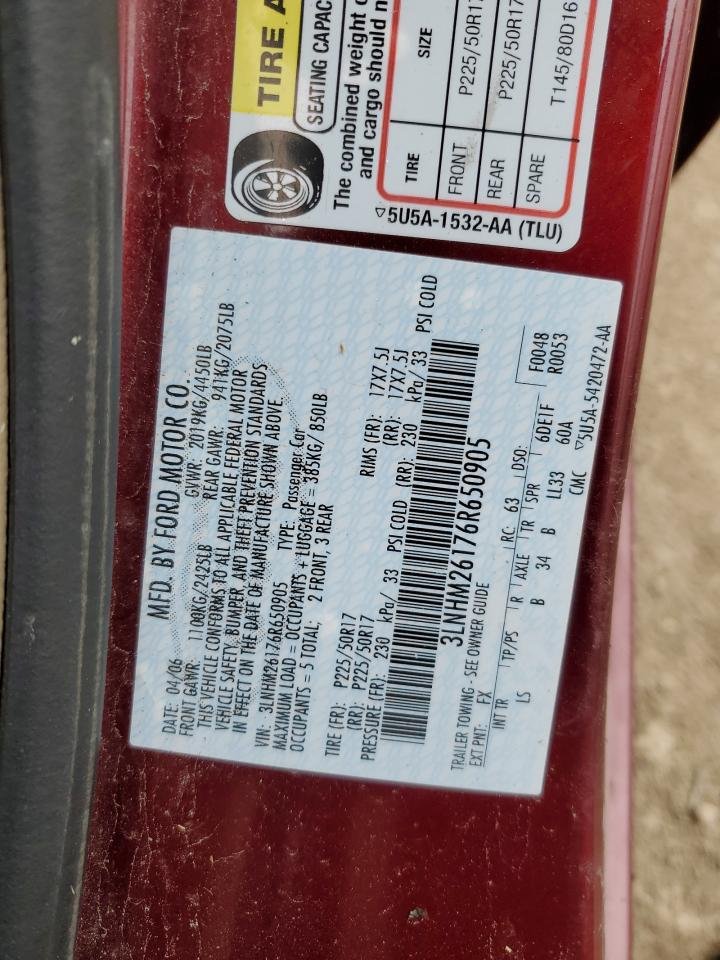 MFD. BY FORD MOTOR CO.
DATE: 04/06 GVWR: 2019KG/4450LB
FRONT GAWR: 1100KG/2425LB REAR GAWR: 941KG/2075LB
THIS VEHICLE CONFORMS TO ALL APPLICABLE FEDERAL MOTOR
VEHICLE SAFETY, BUMPER, AND THEFT PREVENTION STANDARDS
IN EFFECT ON THE DATE OF MANUFACTURE SHOWN ABOVE.
VIN: 3LNHM26176R650905 TYPE: Passenger Car
MAXIMUM LOAD = OCCUPANTS + LUGGAGE = 385KG/ 850LB
OCCUPANTS = 5 TOTAL; 2 FRONT, 3 REAR
TIRE (FR): P225/50R17 RIMS (FR): 17X7.5J
(RR): P225/50R17 (RR): 17X7.5J
PRESSURE (FR): 230 kPa/ 33 PSI COLD (RR): 230 kPa/ 33 PSI COLD
3LNHM26176R650905
TRAILER TOWING - SEE OWNER GUIDE
EXT PNT: FX RC: 63 DSO: F0048
R0053
INT TR TP/PS R AXLE TR SPR 6DE1F
LS B 34 B LL33 60A
CMC ▽5U5A-5420472-AA
TIRE A
SEATING CAPAC
The combined weight o
and cargo should n
TIRE SIZE
FRONT P225/50R17
REAR P225/50R17
SPARE T145/80D16
▽5U5A-1532-AA (TLU)